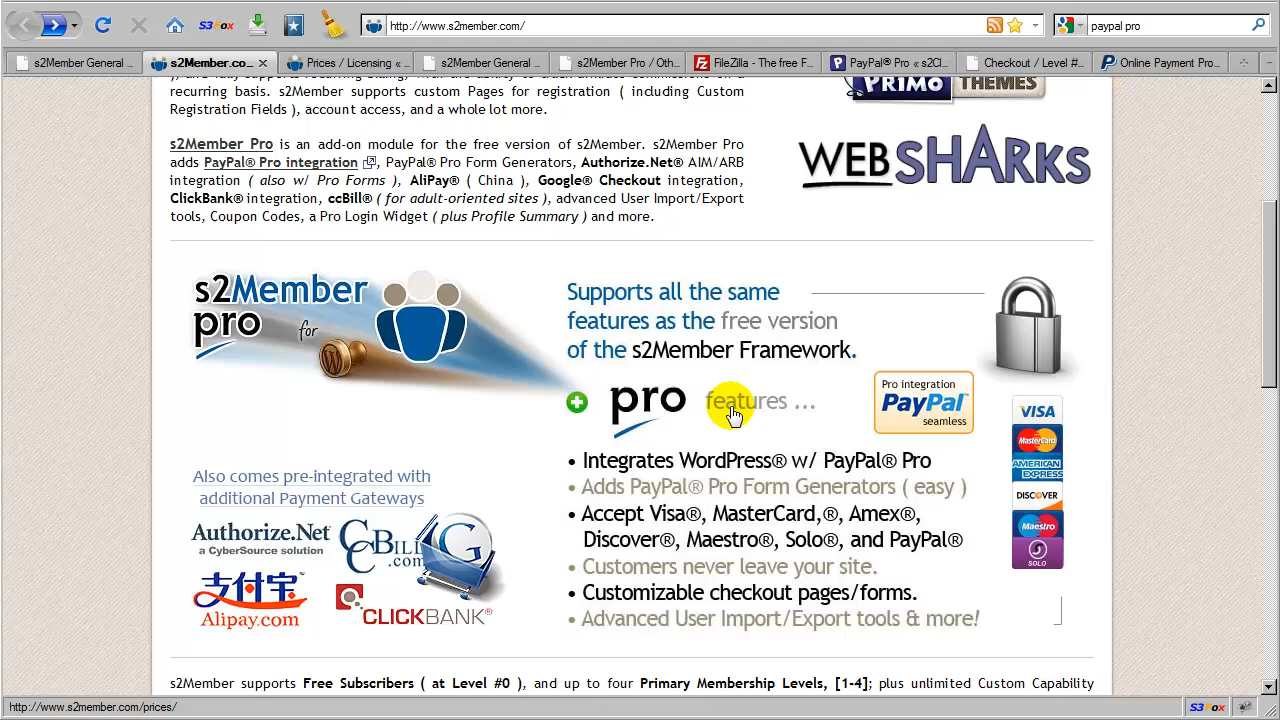 S3Fox
http://www.s2member.com/
paypal pro
s2Member General ...
s2Member.co...
Prices / Licensing « ...
s2Member General ...
s2Member Pro / Oth...
FileZilla - The free F...
PayPal® Pro « s2Cl...
Checkout / Level #...
Online Payment Pro...
recurring basis. s2Member supports custom Pages for registration ( including Custom
Registration Fields ), account access, and a whole lot more.
PRIMO THEMES
s2Member Pro is an add-on module for the free version of s2Member. s2Member Pro
adds PayPal® Pro integration , PayPal® Pro Form Generators, Authorize.Net® AIM/ARB
integration ( also w/ Pro Forms ), AliPay® ( China ), Google® Checkout integration,
ClickBank® integration, ccBill® ( for adult-oriented sites ), advanced User Import/Export
tools, Coupon Codes, a Pro Login Widget ( plus Profile Summary ) and more.
WEBSHARKS
s2Member
pro for
W
Supports all the same
features as the free version
of the s2Member Framework.
pro features ...
Pro integration
PayPal
seamless
VISA
MasterCard
AMERICAN EXPRESS
DISCOVER
Maestro
SOLO
• Integrates WordPress® w/ PayPal® Pro
• Adds PayPal® Pro Form Generators ( easy )
• Accept Visa®, MasterCard,®, Amex®,
Discover®, Maestro®, Solo®, and PayPal®
• Customers never leave your site.
• Customizable checkout pages/forms.
• Advanced User Import/Export tools & more!
Also comes pre-integrated with
additional Payment Gateways
Authorize.Net
a CyberSource solution
CCBILL.com
G
支付宝
Alipay.com
CLICKBANK®
s2Member supports Free Subscribers ( at Level #0 ), and up to four Primary Membership Levels, [1-4]; plus unlimited Custom Capability
http://www.s2member.com/prices/
S3Fox